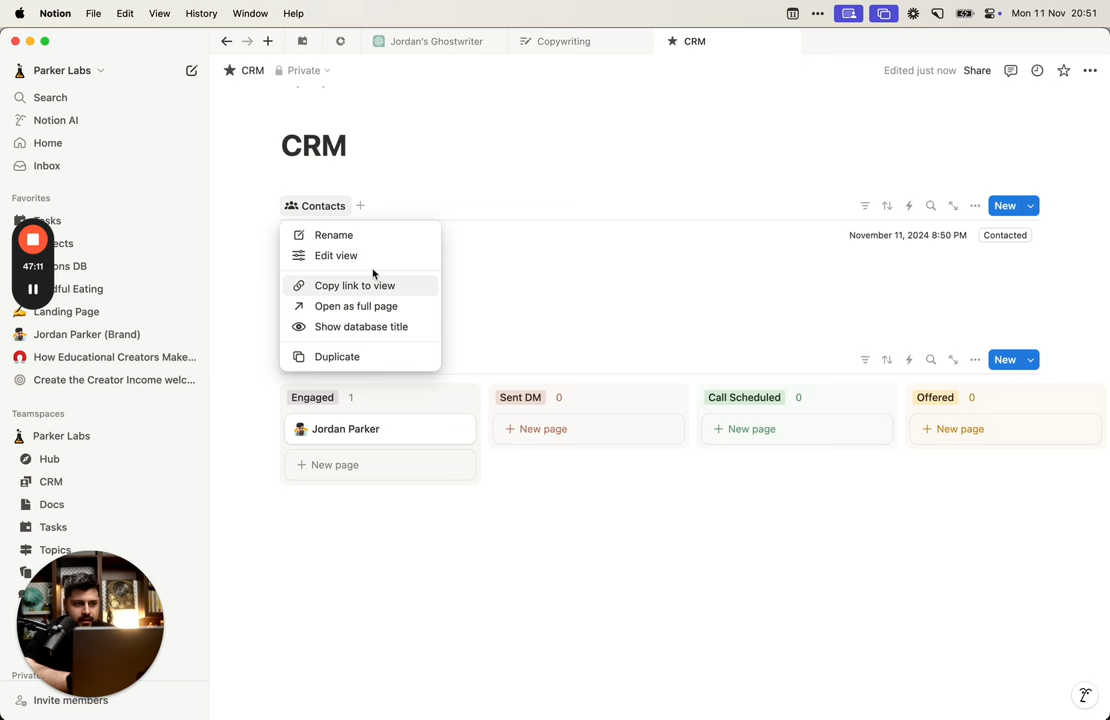 Notion File Edit View History Window Help
Mon 11 Nov 20:51
Jordan's Ghostwriter
Copywriting
CRM
Parker Labs
CRM Private
Edited just now Share
Search
Notion AI
Home
Inbox
Favorites
Tasks
47:11
Landing Page
Jordan Parker (Brand)
How Educational Creators Make...
Create the Creator Income welc...
Teamspaces
Parker Labs
Hub
CRM
Docs
Tasks
Topics
Invite members
CRM
Contacts
New
Rename
Edit view
Copy link to view
Open as full page
Show database title
Duplicate
November 11, 2024 8:50 PM Contacted
New
Engaged 1
Jordan Parker
+ New page
Sent DM 0
+ New page
Call Scheduled 0
+ New page
Offered 0
+ New page